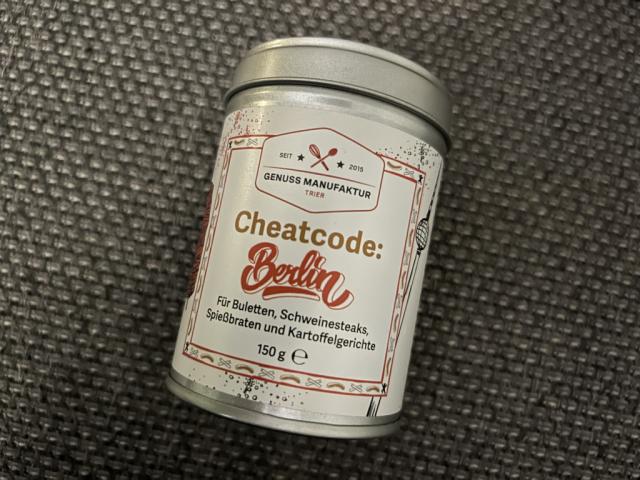 SEIT 2015
GENUSS MANUFAKTUR
TRIER
Cheatcode:
Berlin
Für Buletten, Schweinesteaks,
Spießbraten und Kartoffelgerichte
150 g ℮